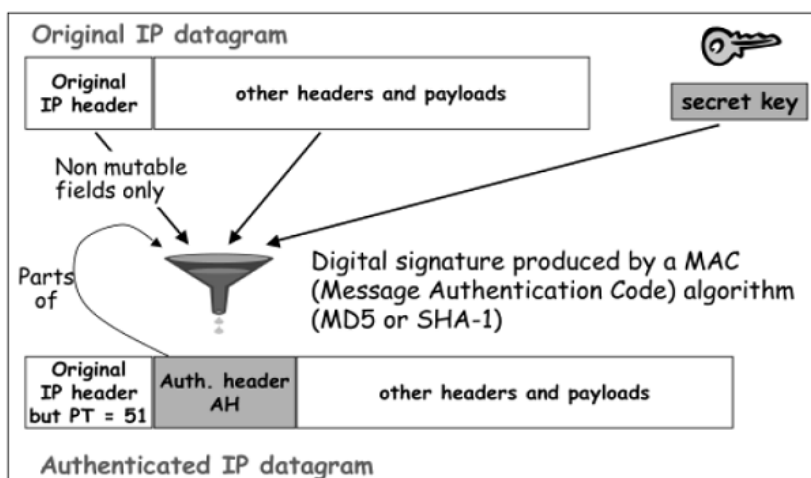 Original IP datagram
Original
IP header
other headers and payloads
secret key
Non mutable
fields only
Parts
of
Digital signature produced by a MAC
(Message Authentication Code) algorithm
(MD5 or SHA-1)
Original
IP header
but PT = 51
Auth. header
AH
other headers and payloads
Authenticated IP datagram